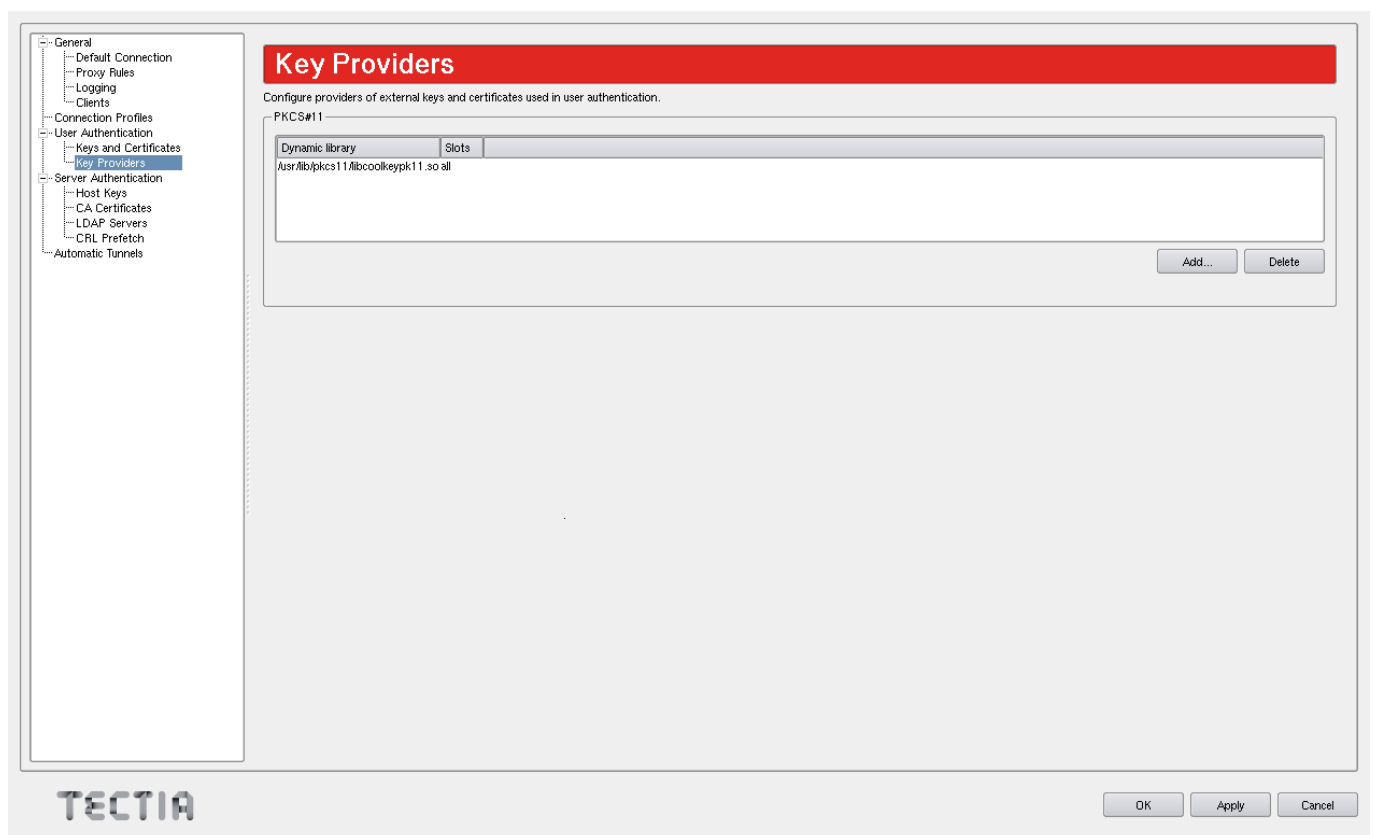 General
Default Connection
Proxy Rules
Logging
Clients
Connection Profiles
User Authentication
Keys and Certificates
Key Providers
Server Authentication
Host Keys
CA Certificates
LDAP Servers
CRL Prefetch
Automatic Tunnels
Key Providers
Configure providers of external keys and certificates used in user authentication.
PKCS#11
Dynamic library Slots
/usr/lib/pkcs11/libcoolkeypk11.so all
Add... Delete
TECTIA
OK Apply Cancel